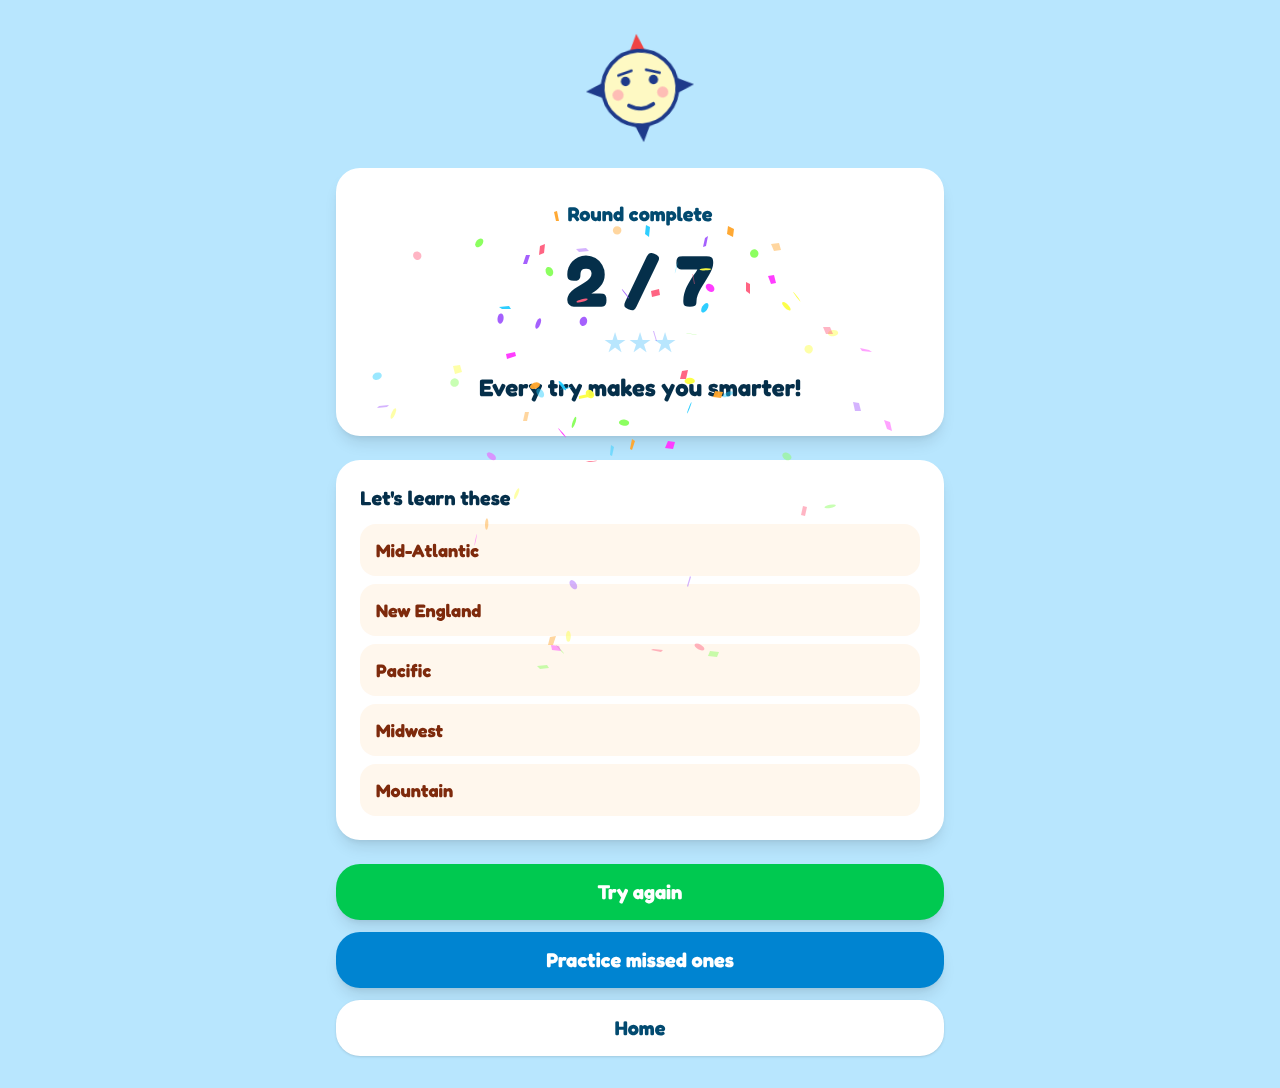 Round complete
2 / 7
★★★
Every try makes you smarter!
Let's learn these
Mid-Atlantic
New England
Pacific
Midwest
Mountain
Try again
Practice missed ones
Home